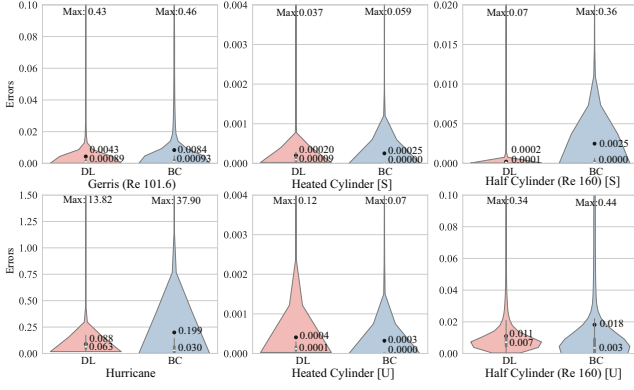 0.10
0.08
0.06
0.04
0.02
0.00
Errors
Max: 0.43
Max:0.46
0.0043
0.00089
0.0084
0.00093
DL
BC
Gerris (Re 101.6)
0.004
0.003
0.002
0.001
0.000
Max:0.037
Max:0.059
0.00020
0.00009
0.00025
0.00000
DL
BC
Heated Cylinder [S]
0.020
0.015
0.010
0.005
0.000
Max:0.07
Max:0.36
0.0002
0.0001
0.0025
0.0000
DL
BC
Half Cylinder (Re 160) [S]
1.50
1.25
1.00
0.75
0.50
0.25
0.00
Errors
Max: 13.82
Max: 37.90
0.088
0.063
0.199
0.030
DL
BC
Hurricane
0.004
0.003
0.002
0.001
0.000
Max:0.12
Max:0.07
0.0004
0.0001
0.0003
0.0000
DL
BC
Heated Cylinder [U]
0.10
0.08
0.06
0.04
0.02
0.00
Max:0.34
Max:0.44
0.011
0.007
0.018
0.003
DL
BC
Half Cylinder (Re 160) [U]